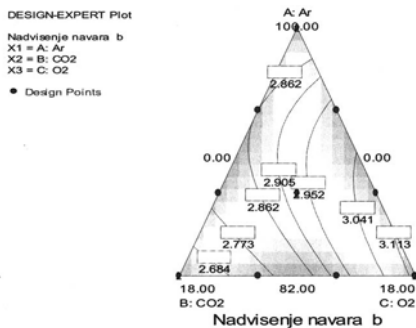 DESIGN-EXPERT Plot
Nadvisenje navara b
X1 = A: Ar
X2 = B: CO2
X3 = C: O2
Design Points
A: Ar
100.00
2.862
0.00
0.00
2.905
2.952
2.862
3.041
2.773
3.113
2.684
18.00
82.00
18.00
B: CO2
C: O2
Nadvisenje navara b